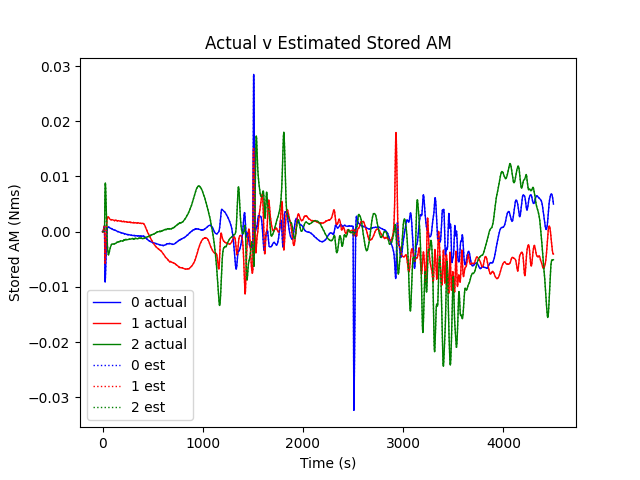 Actual v Estimated Stored AM
Stored AM (Nms)
0.03
0.02
0.01
0.00
−0.01
−0.02
−0.03
0 actual
1 actual
2 actual
0 est
1 est
2 est
0
1000
2000
3000
4000
Time (s)